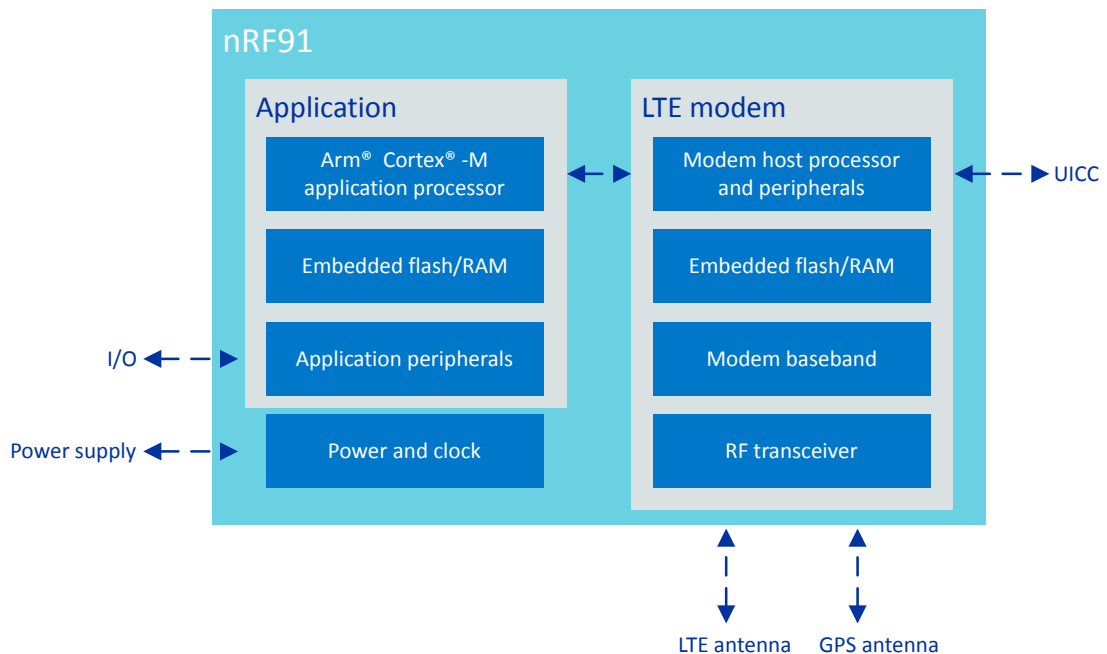 nRF91
Application
Arm® Cortex® -M
application processor
Embedded flash/RAM
Application peripherals
Power and clock
LTE modem
Modem host processor
and peripherals
Embedded flash/RAM
Modem baseband
RF transceiver
UICC
I/O
Power supply
LTE antenna
GPS antenna